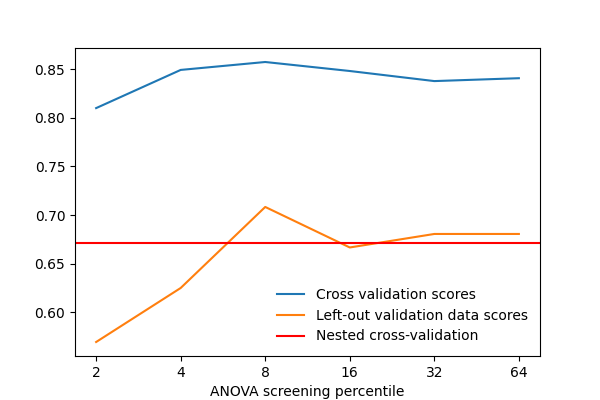 0.85
0.80
0.75
0.70
0.65
0.60
Cross validation scores
Left-out validation data scores
Nested cross-validation
2 4 8 16 32 64
ANOVA screening percentile